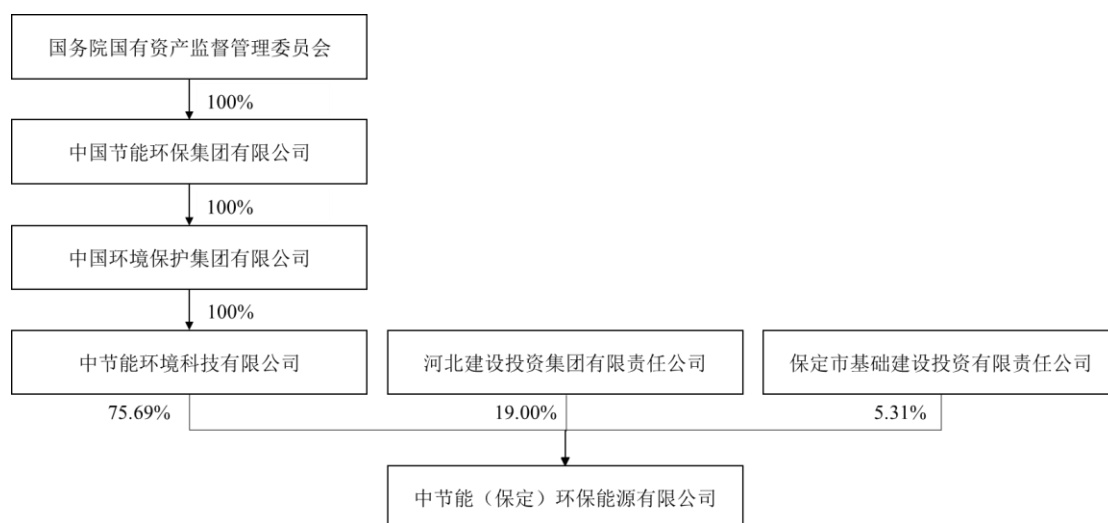 国务院国有资产监督管理委员会
100%
中国节能环保集团有限公司
100%
中国环境保护集团有限公司
100%
中节能环境科技有限公司
河北建设投资集团有限责任公司
保定市基础建设投资有限责任公司
75.69%
19.00%
5.31%
中节能（保定）环保能源有限公司